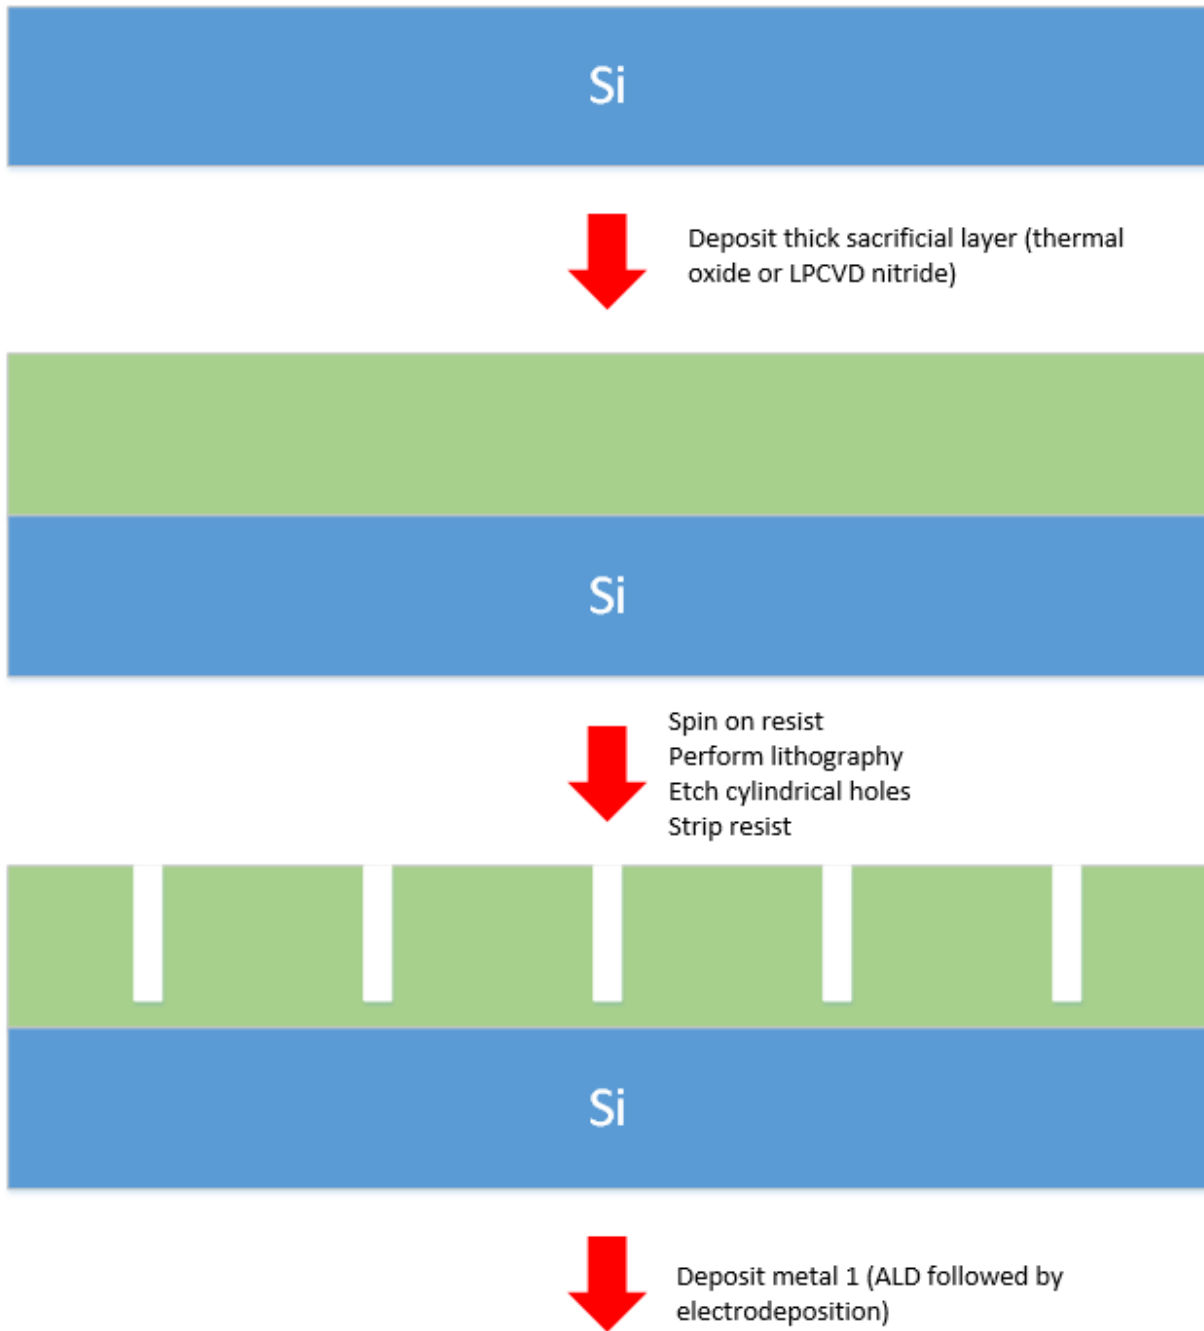 Si
Deposit thick sacrificial layer (thermal
oxide or LPCVD nitride)
Si
Spin on resist
Perform lithography
Etch cylindrical holes
Strip resist
Si
Deposit metal 1 (ALD followed by
electrodeposition)